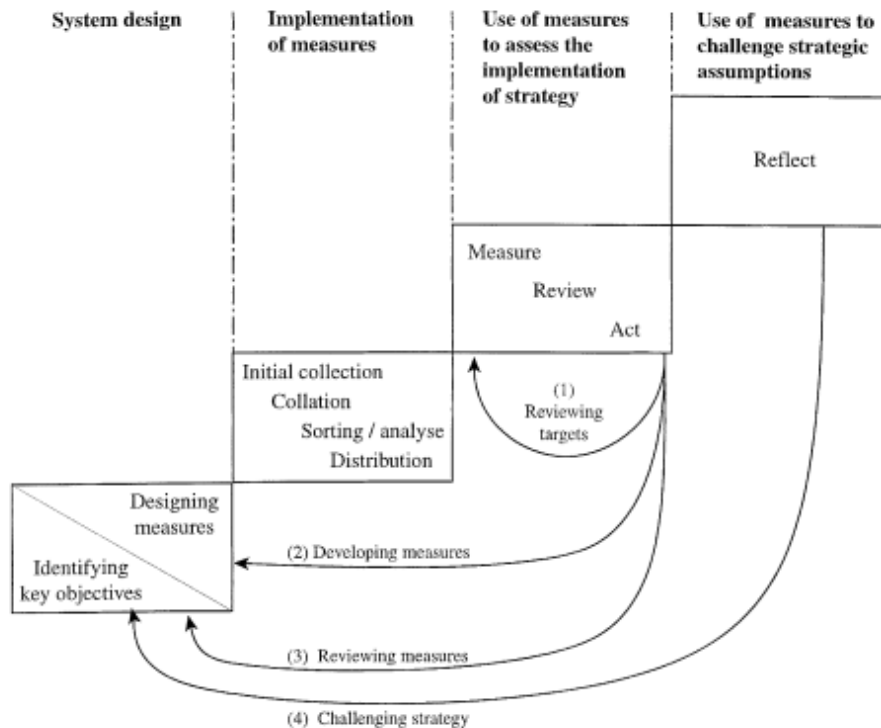 System design
Implementation
of measures
Use of measures
to assess the
implementation
of strategy
Use of measures to
challenge strategic
assumptions
Reflect
Measure
Review
Act
Initial collection
Collation
Sorting / analyse
Distribution
(1)
Reviewing
targets
Designing
measures
Identifying
key objectives
(2) Developing measures
(3) Reviewing measures
(4) Challenging strategy